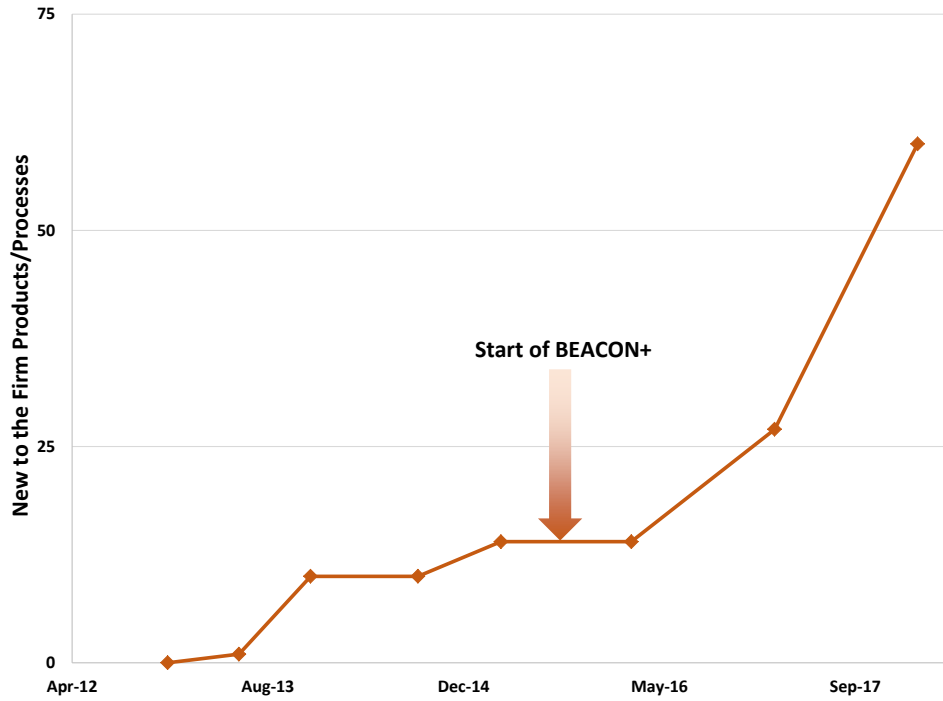 75
50
25
0
New to the Firm Products/Processes
Start of BEACON+
Apr-12
Aug-13
Dec-14
May-16
Sep-17